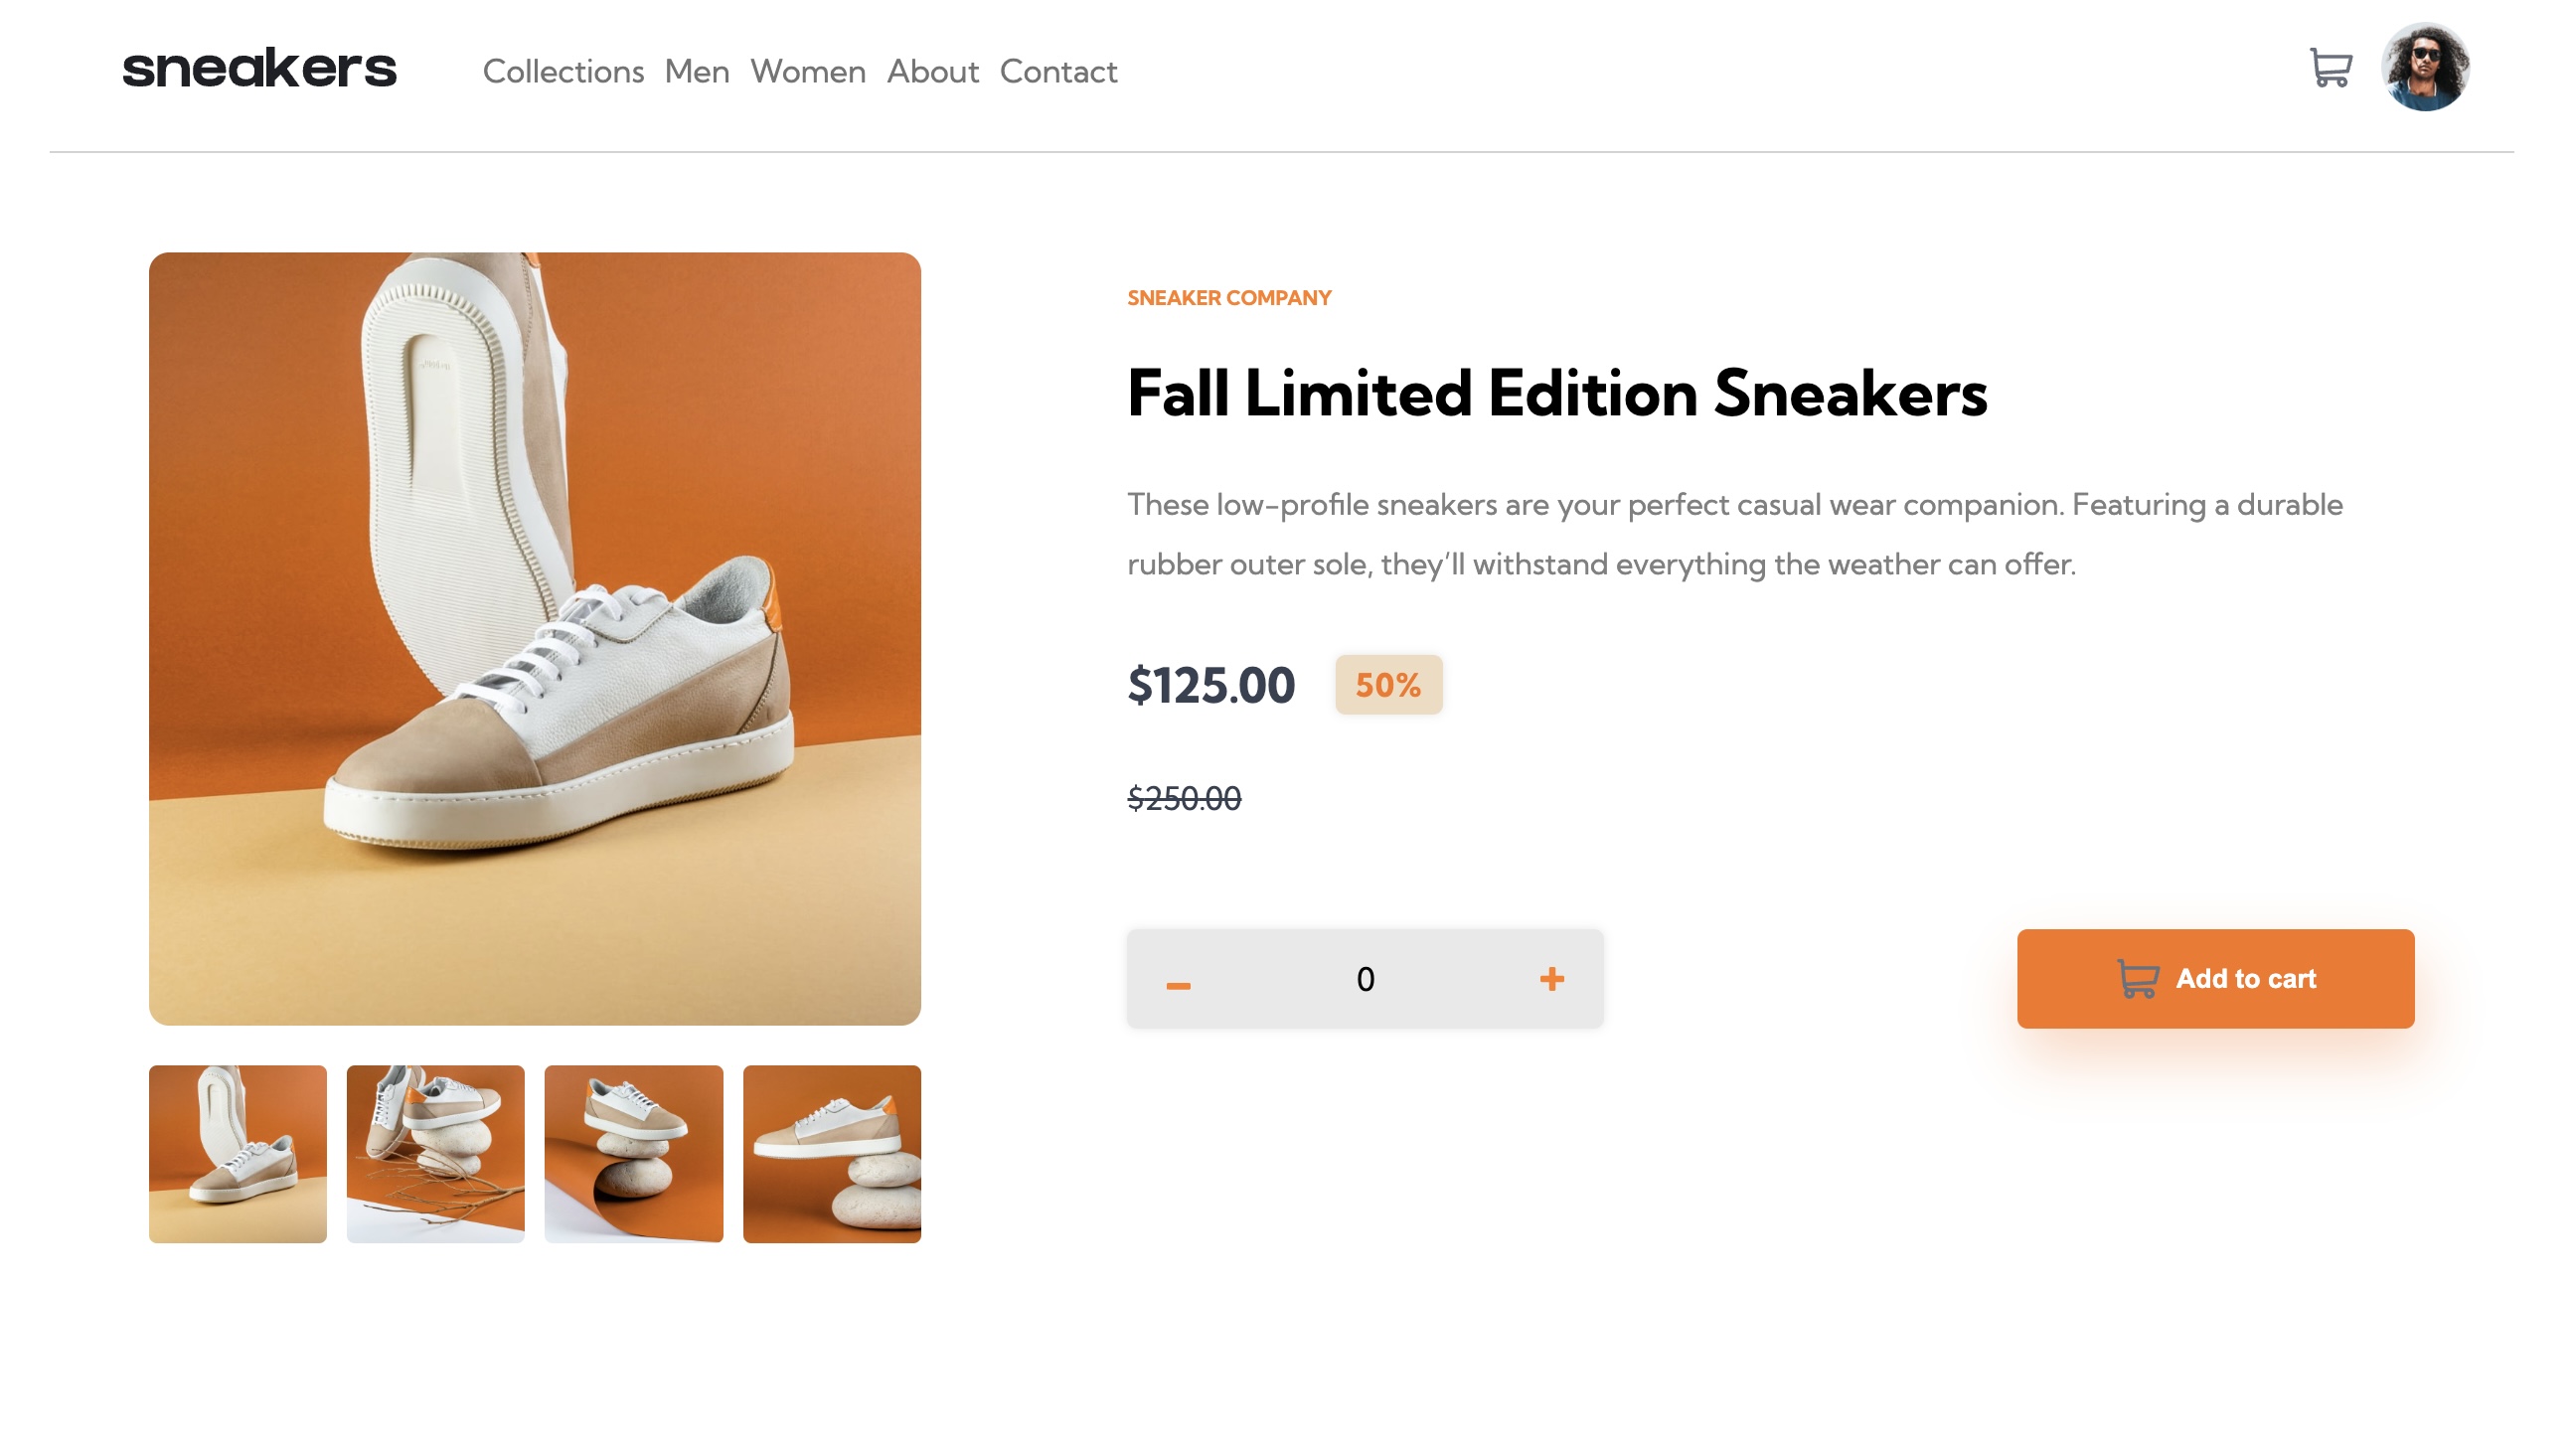 sneakers Collections Men Women About Contact
SNEAKER COMPANY
Fall Limited Edition Sneakers
These low-profile sneakers are your perfect casual wear companion. Featuring a durable
rubber outer sole, they’ll withstand everything the weather can offer.
$125.00 50%
$250.00
– 0 + Add to cart